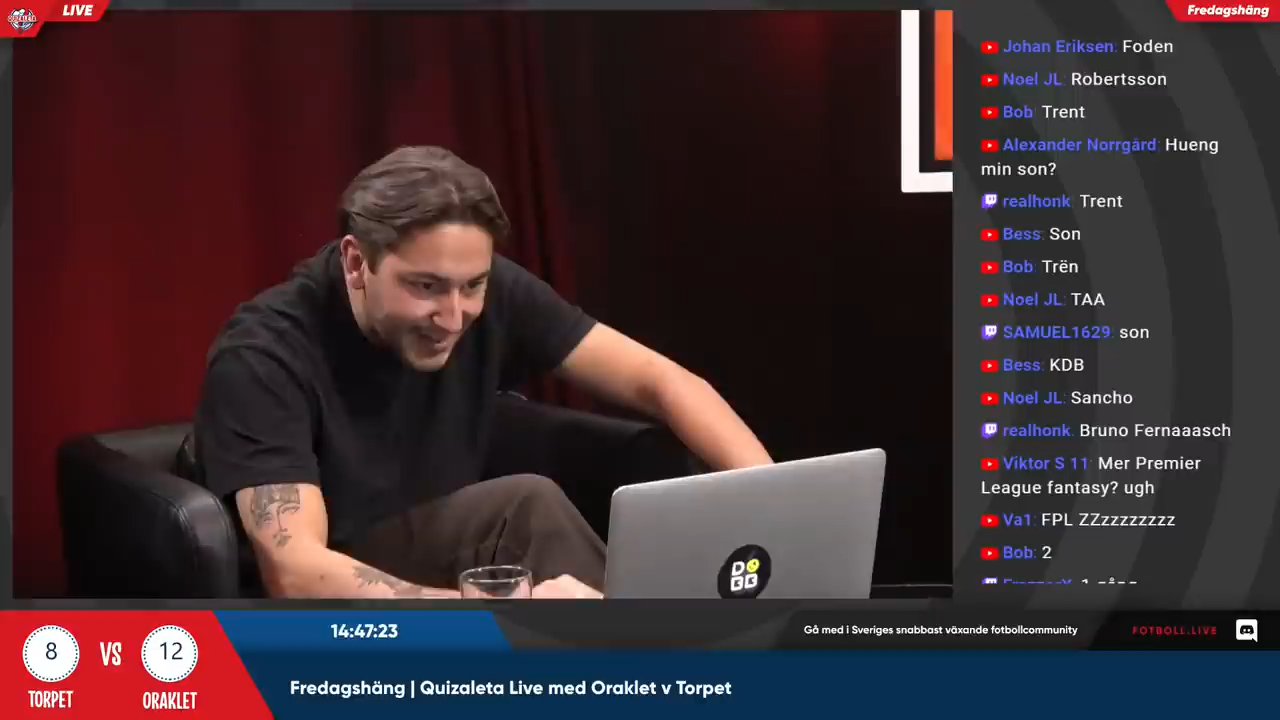 QUIZALETA
LIVE
Fredagshäng
Johan Eriksen: Foden
Noel JL: Robertsson
Bob: Trent
Alexander Norrgård: Hueng
min son?
realhonk: Trent
Bess: Son
Bob: Trën
Noel JL: TAA
SAMUEL1629: son
Bess: KDB
Noel JL: Sancho
realhonk: Bruno Fernaaasch
Viktor S 11: Mer Premier
League fantasy? ugh
Va1: FPL ZZzzzzzzzz
Bob: 2
DOBB
8 VS 12
TORPET ORAKLET
14:47:23
Gå med i Sveriges snabbast växande fotbollcommunity
FOTBOLL.LIVE
Fredagshäng | Quizaleta Live med Oraklet v Torpet